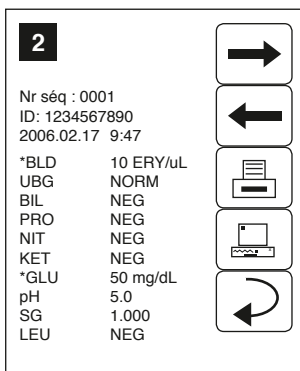 2
Nr séq : 0001
ID: 1234567890
2006.02.17 9:47
*BLD 10 ERY/uL
UBG NORM
BIL NEG
PRO NEG
NIT NEG
KET NEG
*GLU 50 mg/dL
pH 5.0
SG 1.000
LEU NEG